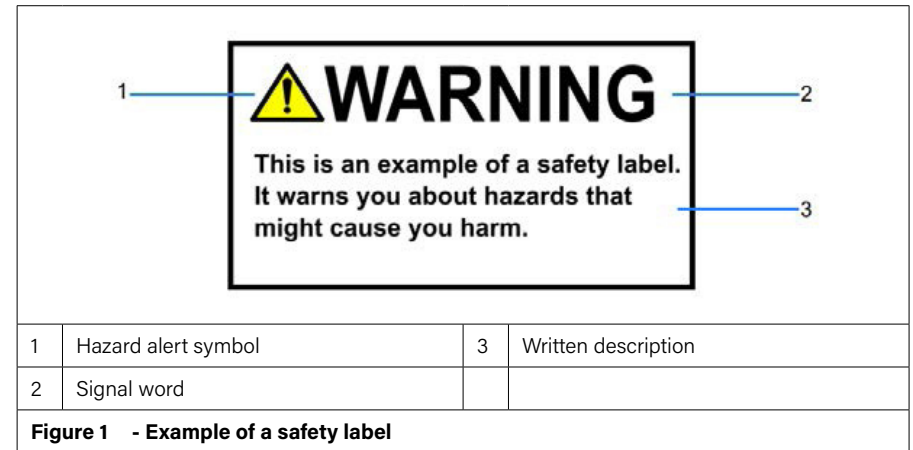 1
WARNING
2
This is an example of a safety label.
It warns you about hazards that
might cause you harm.
3
1 Hazard alert symbol 3 Written description
2 Signal word
Figure 1 - Example of a safety label